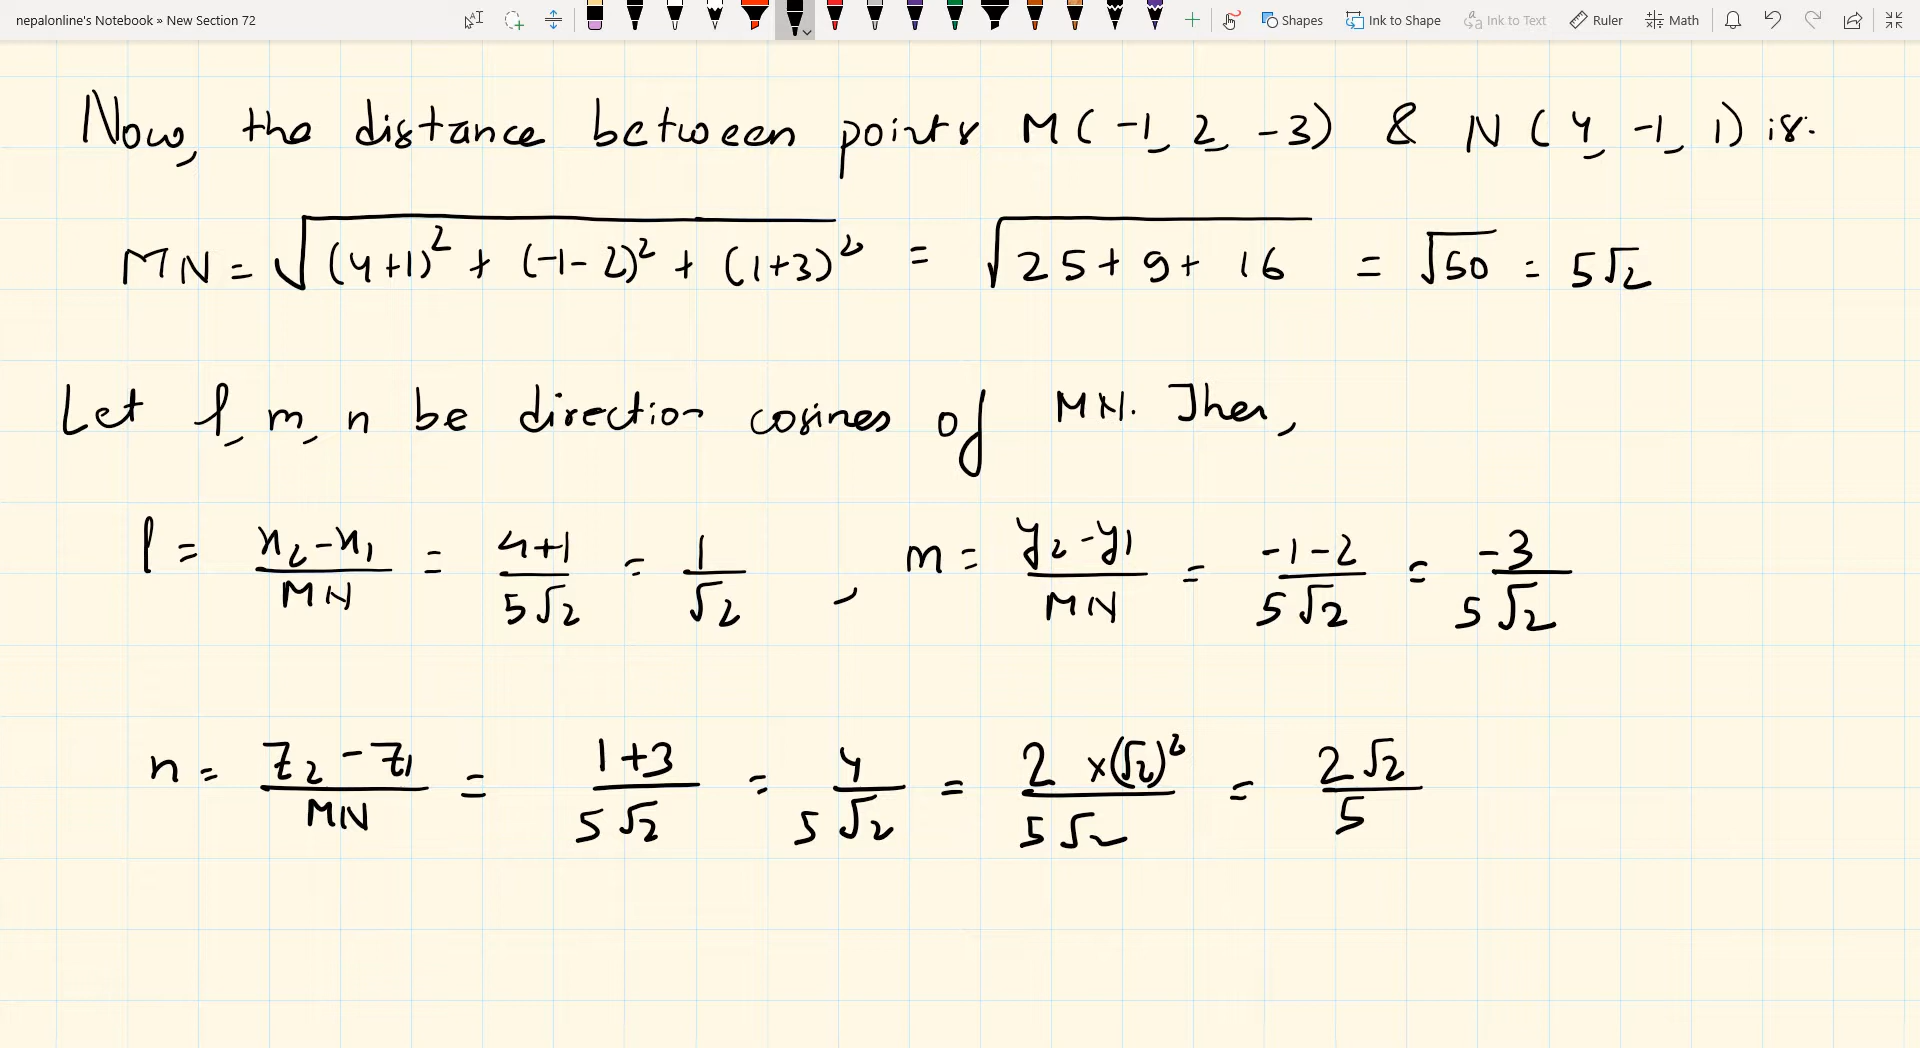 nepalonline's Notebook » New Section 72 Shapes Ink to Shape Ink to Text Ruler Math
Now, the distance between points M(-1, 2, -3) & N(4, -1, 1) is:
MN = √((4+1)² + (-1-2)² + (1+3)²) = √(25+9+16) = √50 = 5√2
Let l, m, n be direction cosines of MN. Then,
l = (x₂-x₁)/MN = (4+1)/(5√2) = 1/√2 , m = (y₂-y₁)/MN = (-1-2)/(5√2) = -3/(5√2)
n = (z₂-z₁)/MN = (1+3)/(5√2) = 4/(5√2) = (2×(√2)²)/(5√2) = 2√2/5